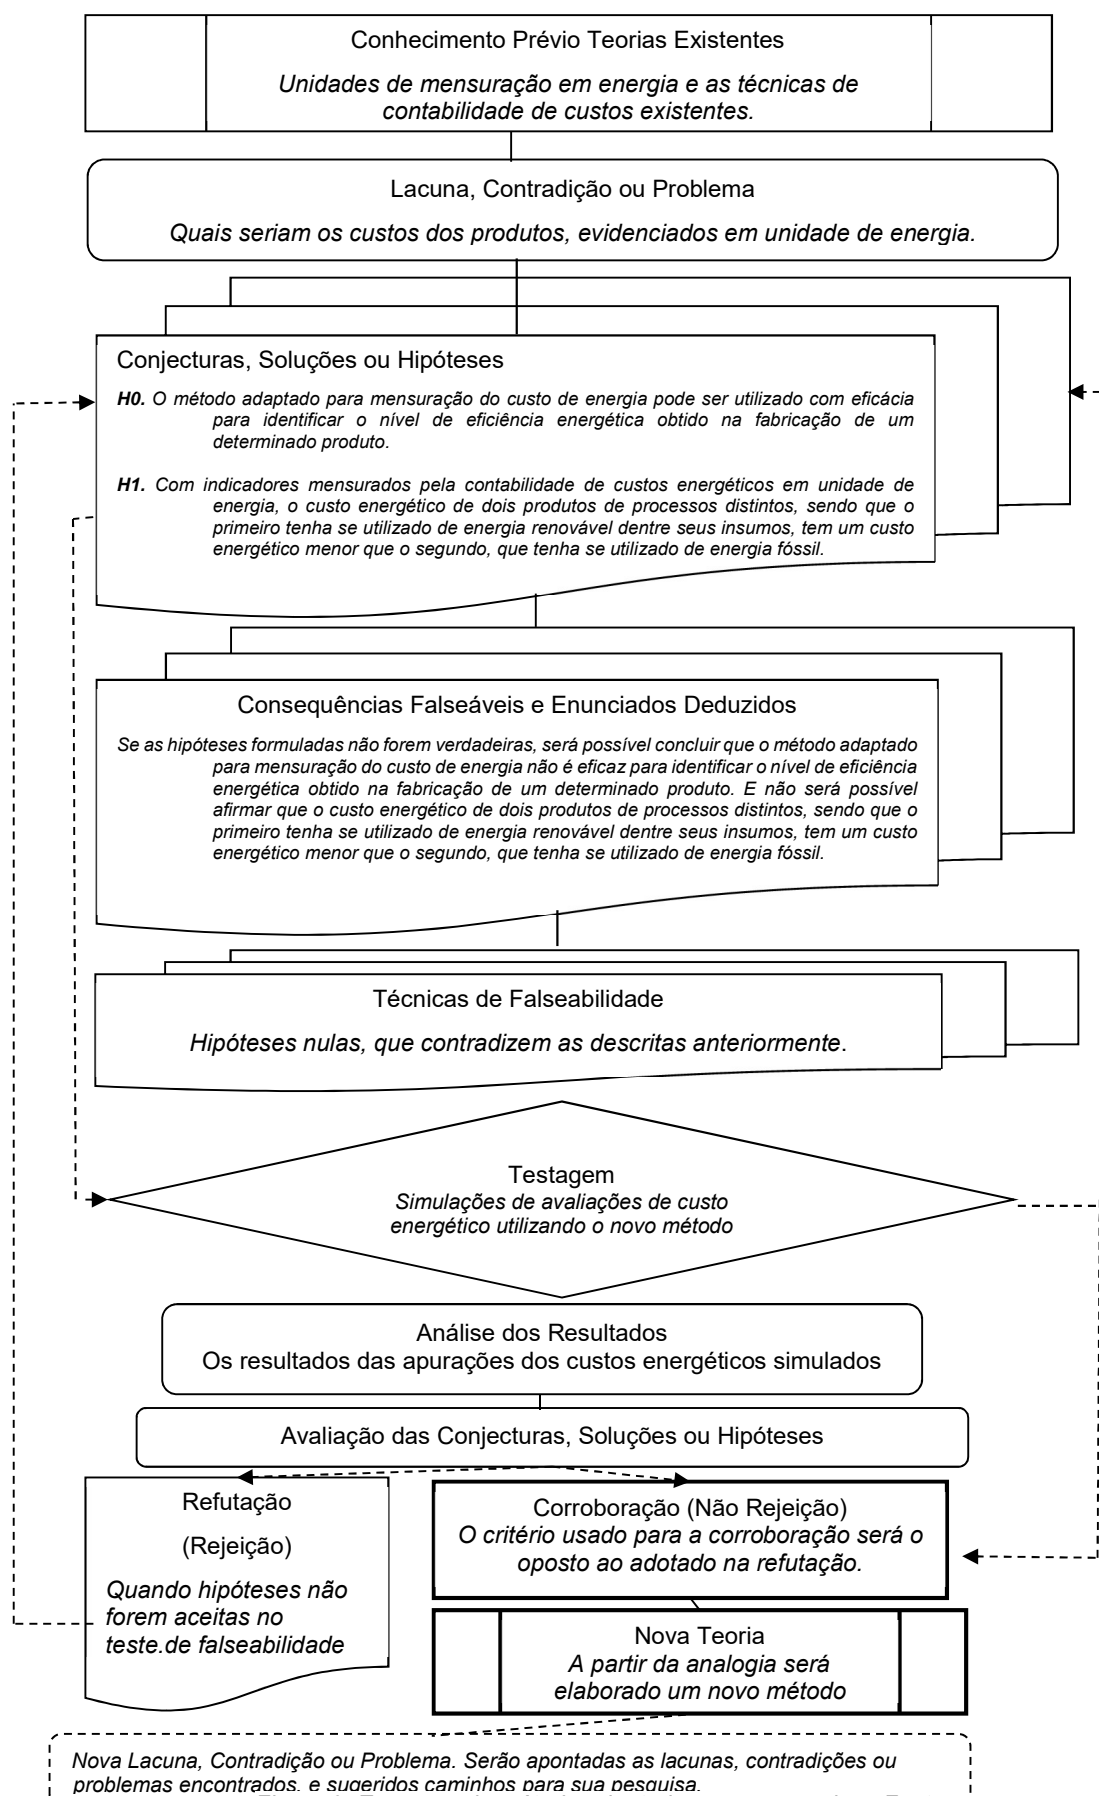 Conhecimento Prévio Teorias Existentes
Unidades de mensuração em energia e as técnicas de
contabilidade de custos existentes.
Lacuna, Contradição ou Problema
Quais seriam os custos dos produtos, evidenciados em unidade de energia.
Conjecturas, Soluções ou Hipóteses
H0. O método adaptado para mensuração do custo de energia pode ser utilizado com eficácia
para identificar o nível de eficiência energética obtido na fabricação de um
determinado produto.
H1. Com indicadores mensurados pela contabilidade de custos energéticos em unidade de
energia, o custo energético de dois produtos de processos distintos, sendo que o
primeiro tenha se utilizado de energia renovável dentre seus insumos, tem um custo
energético menor que o segundo, que tenha se utilizado de energia fóssil.
Consequências Falseáveis e Enunciados Deduzidos
Se as hipóteses formuladas não forem verdadeiras, será possível concluir que o método adaptado
para mensuração do custo de energia não é eficaz para identificar o nível de eficiência
energética obtido na fabricação de um determinado produto. E não será possível
afirmar que o custo energético de dois produtos de processos distintos, sendo que o
primeiro tenha se utilizado de energia renovável dentre seus insumos, tem um custo
energético menor que o segundo, que tenha se utilizado de energia fóssil.
Técnicas de Falseabilidade
Hipóteses nulas, que contradizem as descritas anteriormente.
Testagem
Simulações de avaliações de custo
energético utilizando o novo método
Análise dos Resultados
Os resultados das apurações dos custos energéticos simulados
Avaliação das Conjecturas, Soluções ou Hipóteses
Refutação
(Rejeição)
Quando hipóteses não
forem aceitas no
teste.de falseabilidade
Corroboração (Não Rejeição)
O critério usado para a corroboração será o
oposto ao adotado na refutação.
Nova Teoria
A partir da analogia será
elaborado um novo método
Nova Lacuna, Contradição ou Problema. Serão apontadas as lacunas, contradições ou
problemas encontrados, e sugeridos caminhos para sua pesquisa.